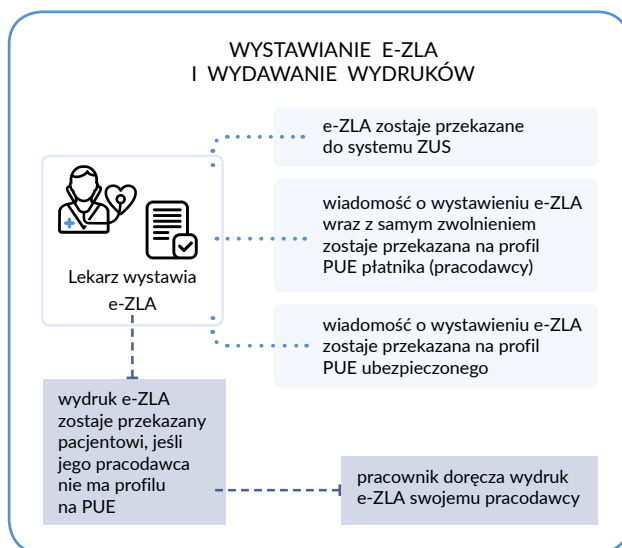 WYSTAWIANIE E-ZLA
I WYDAWANIE WYDRUKÓW
e-ZLA zostaje przekazane
do systemu ZUS
Lekarz wystawia
e-ZLA
wiadomość o wystawieniu e-ZLA
wraz z samym zwolnieniem
zostaje przekazana na profil
PUE płatnika (pracodawcy)
wiadomość o wystawieniu e-ZLA
zostaje przekazana na profil
PUE ubezpieczonego
wydruk e-ZLA
zostaje przekazany
pacjentowi, jeśli
jego pracodawca
nie ma profilu
na PUE
pracownik doręcza wydruk
e-ZLA swojemu pracodawcy